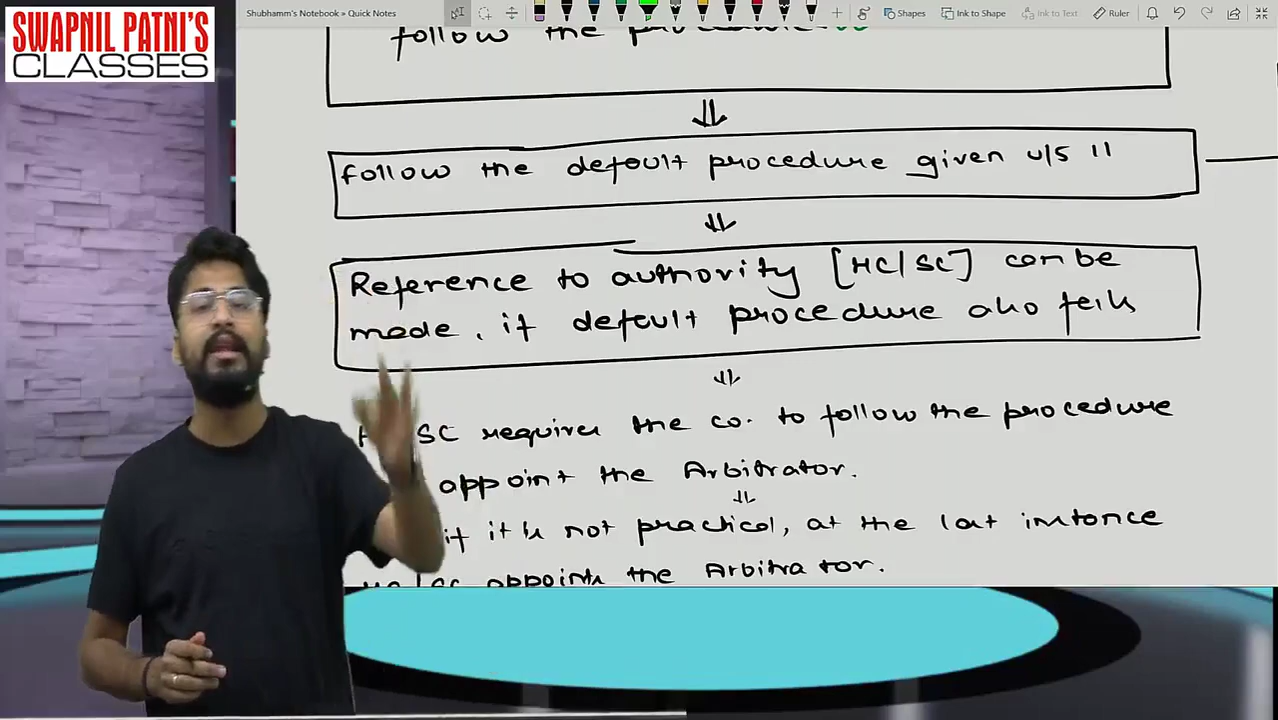 SWAPNIL PATNI'S
CLASSES
Shubhamm's Notebook » Quick Notes
Shapes
Ink to Shape
Ink to Text
Ruler
follow the
follow the default procedure given u/s 11
Reference to authority [HC/SC] can be
made, if default procedure also fails
SC requires the co. to follow the procedure
appoint the Arbitrator.
if it is not practical, at the last instance
HC/SC appoints the Arbitrator.